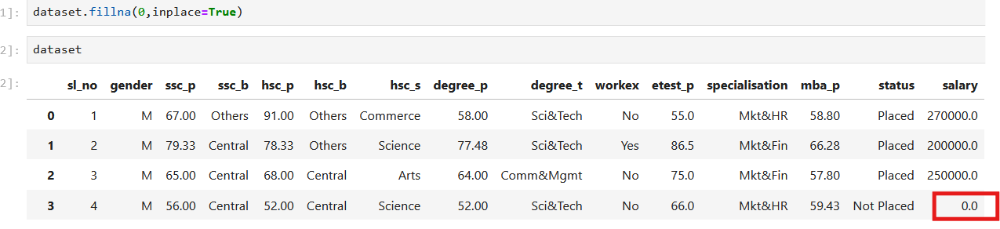 1]: dataset.fillna(0,inplace=True)
2]: dataset
2]:
sl_no gender ssc_p ssc_b hsc_p hsc_b hsc_s degree_p degree_t workex etest_p specialisation mba_p status salary
0 1 M 67.00 Others 91.00 Others Commerce 58.00 Sci&Tech No 55.0 Mkt&HR 58.80 Placed 270000.0
1 2 M 79.33 Central 78.33 Others Science 77.48 Sci&Tech Yes 86.5 Mkt&Fin 66.28 Placed 200000.0
2 3 M 65.00 Central 68.00 Central Arts 64.00 Comm&Mgmt No 75.0 Mkt&Fin 57.80 Placed 250000.0
3 4 M 56.00 Central 52.00 Central Science 52.00 Sci&Tech No 66.0 Mkt&HR 59.43 Not Placed 0.0